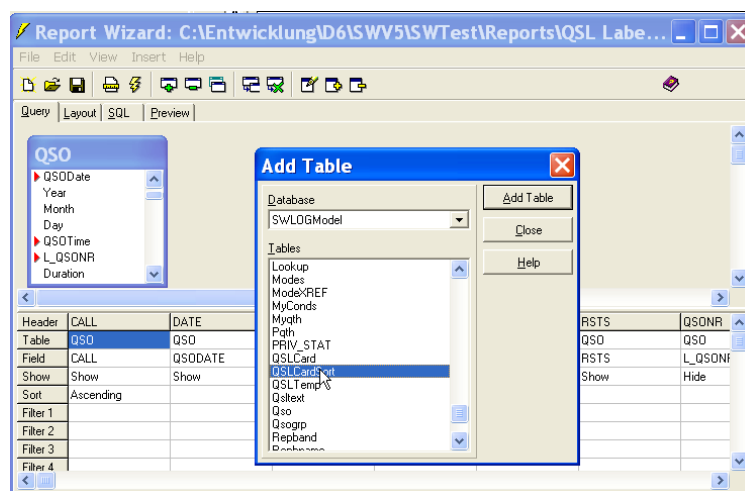 Report Wizard: C:\Entwicklung\D6\SWV5\SWTest\Reports\QSL Labe...
File Edit View Insert Help
Query Layout SQL Preview
QSO
QSODate
Year
Month
Day
QSOTime
L_QSONR
Duration
Add Table
Database
SWLOGModel
Tables
Lookup
Modes
ModeXREF
MyConds
Myqth
Pqth
PRIV_STAT
QSLCard
QSLCardSort
QSLTemp
Qsltext
Qso
Qsogrp
Repband
Repbname
Add Table
Close
Help
Header CALL DATE RSTS QSONR
Table QSO QSO QSO QSO
Field CALL QSODATE RSTS L_QSONR
Show Show Show Show Hide
Sort Ascending
Filter 1
Filter 2
Filter 3
Filter 4